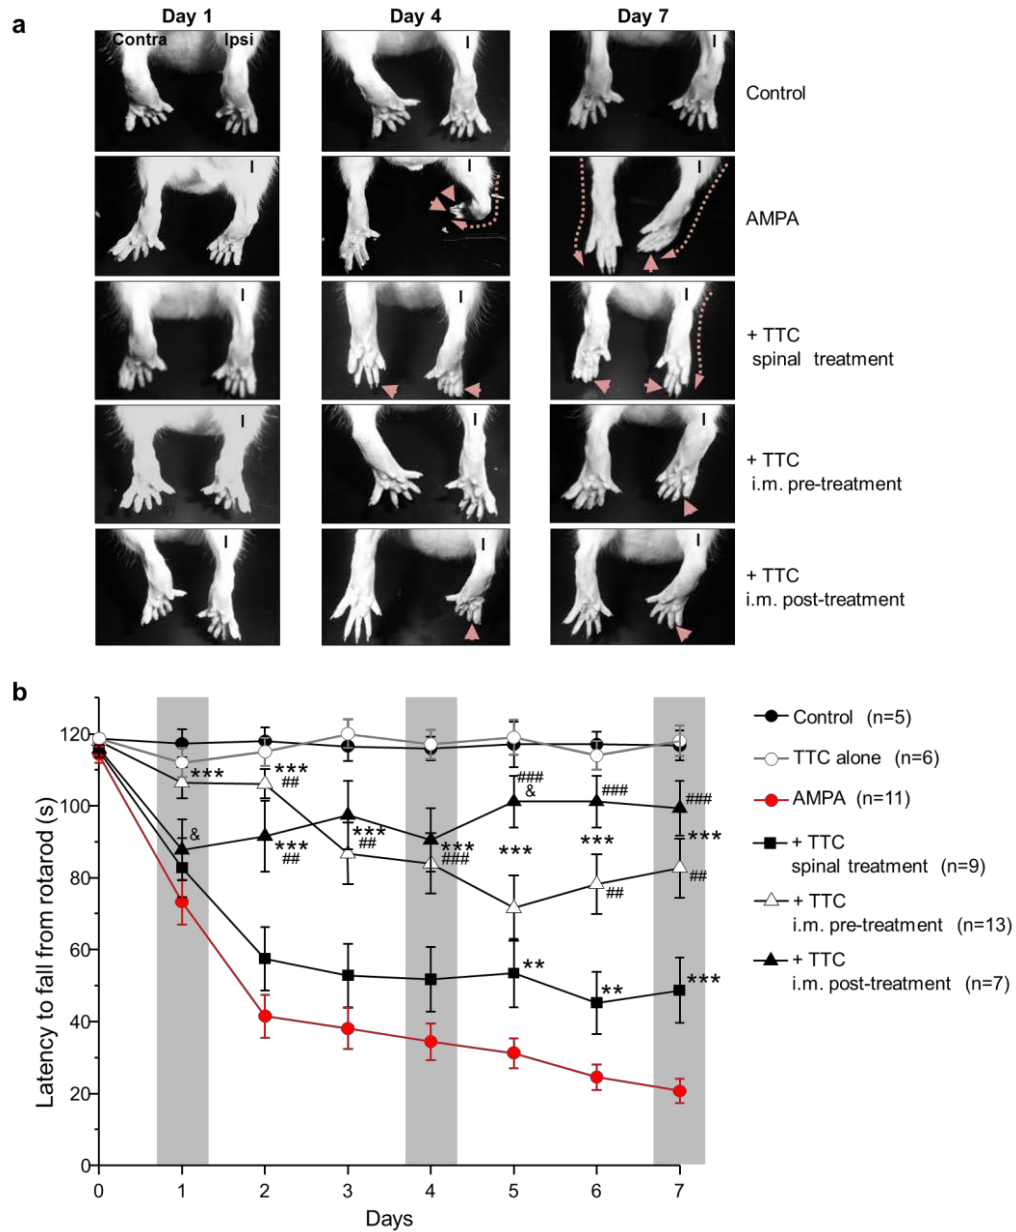 a
Day 1
Day 4
Day 7
Contra
Ipsi
I
I
Control
I
I
I
AMPA
I
I
I
+ TTC
spinal treatment
I
I
I
+ TTC
i.m. pre-treatment
I
I
+ TTC
i.m. post-treatment
b
Latency to fall from rotarod (s)
120
100
80
60
40
20
0
***
&
***
##
***
##
***
##
***
###
###
&
***
**
###
***
##
**
###
***
##
***
0
1
2
3
4
5
6
7
Days
Control (n=5)
TTC alone (n=6)
AMPA (n=11)
+ TTC
spinal treatment (n=9)
+ TTC
i.m. pre-treatment (n=13)
+ TTC
i.m. post-treatment (n=7)